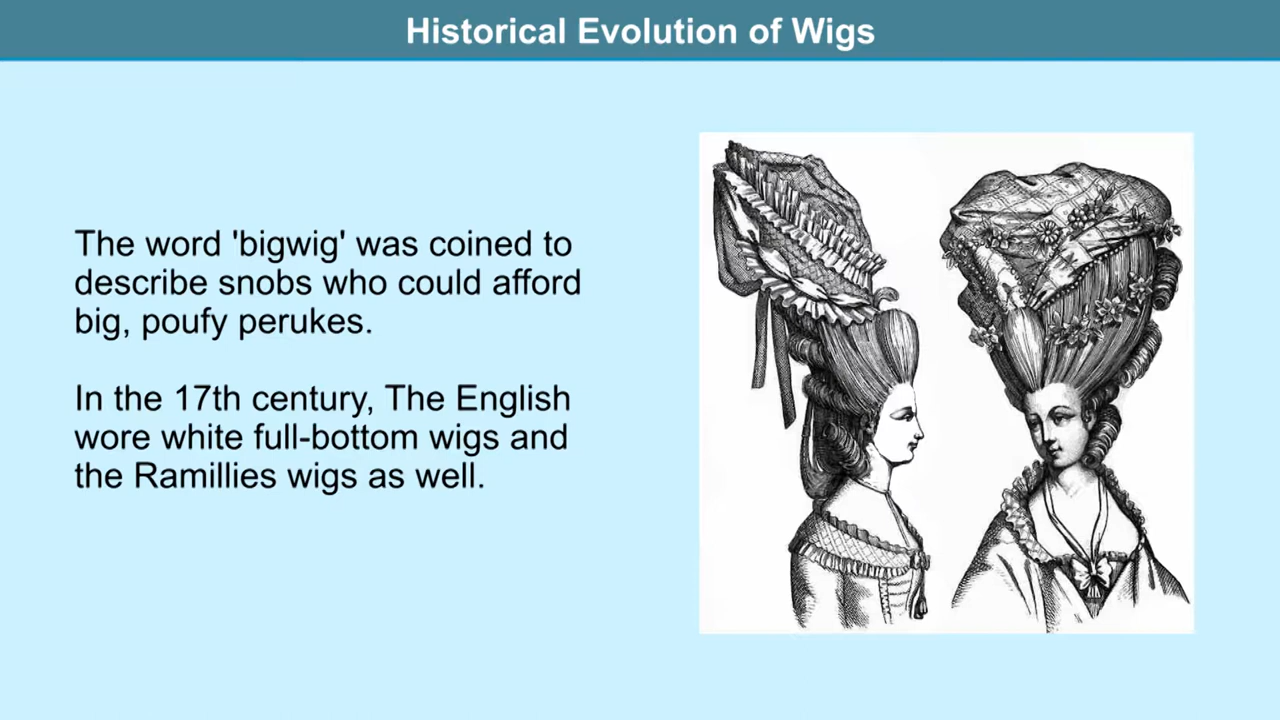 Historical Evolution of Wigs
The word 'bigwig' was coined to
describe snobs who could afford
big, poufy perukes.
In the 17th century, The English
wore white full-bottom wigs and
the Ramillies wigs as well.